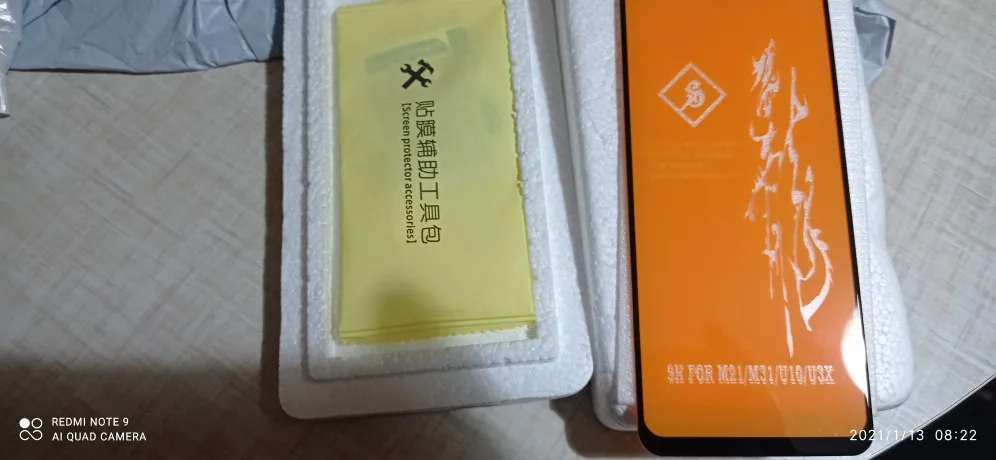 贴膜辅助工具包
[Screen protector accessories]
9H FOR M21/M31/U10/U3X
REDMI NOTE 9
AI QUAD CAMERA
2021/1/13 08:22